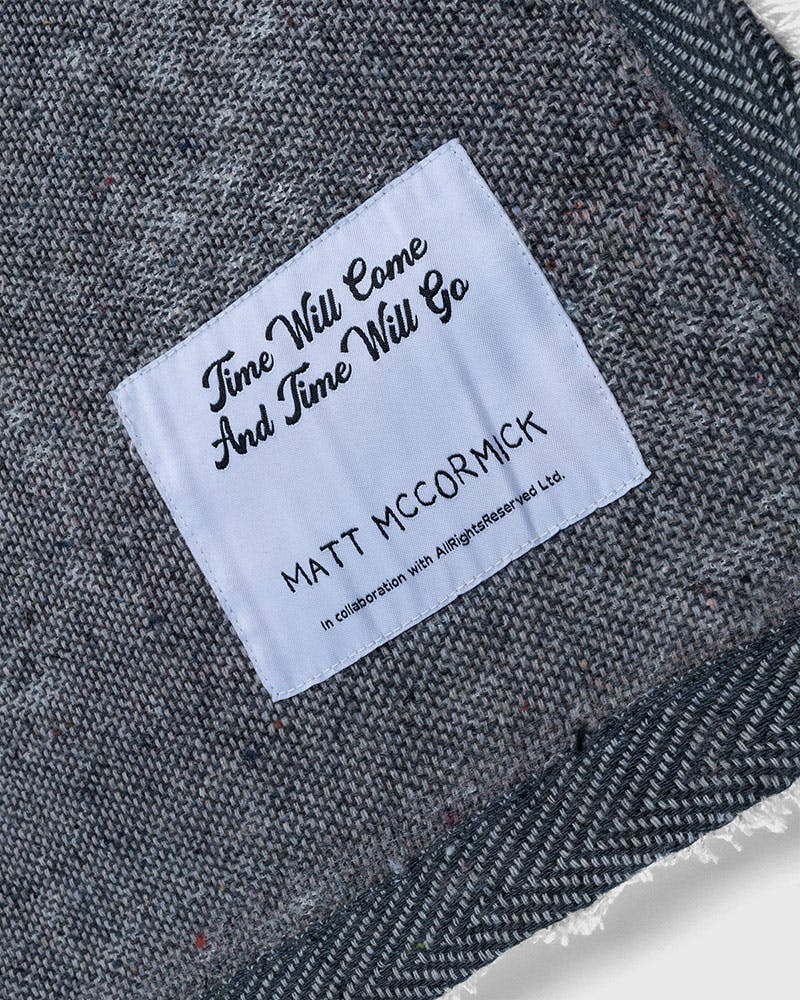 Time Will Come
And Time Will Go
MATT MCCORMICK
In collaboration with AllRightsReserved Ltd.